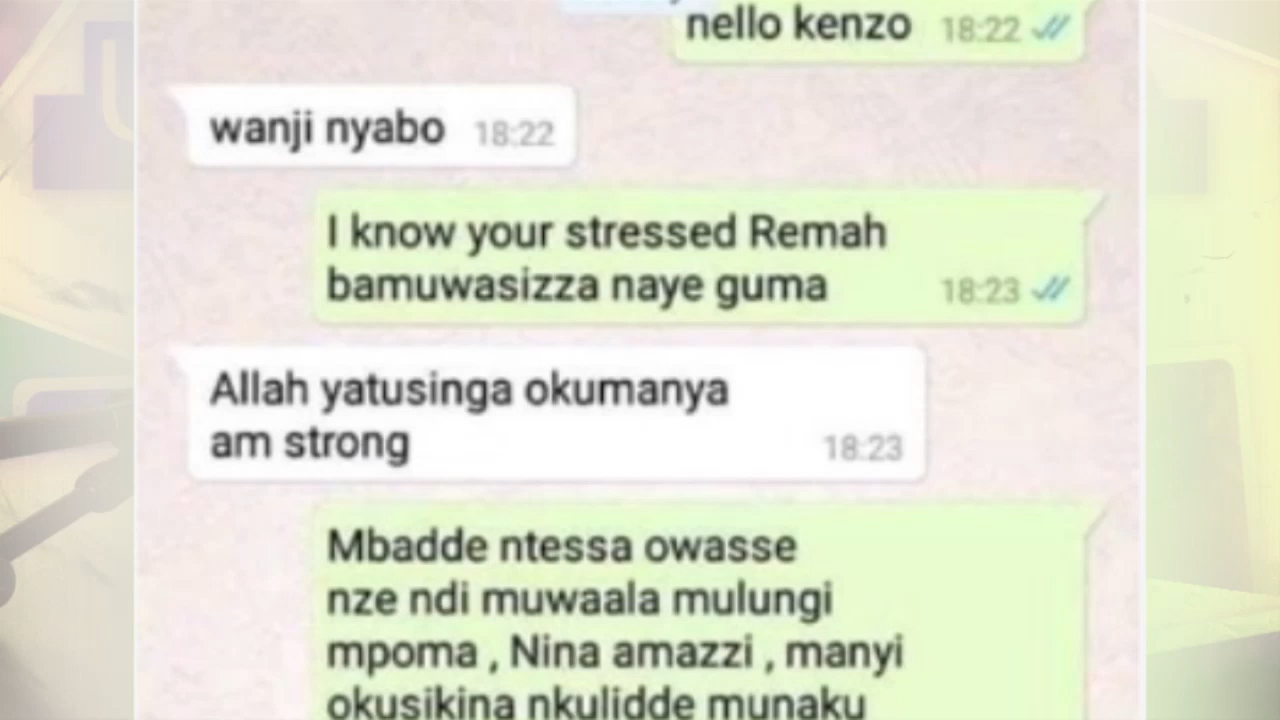 nello kenzo 18:22
wanji nyabo 18:22
I know your stressed Remah
bamuwasizza naye guma 18:23
Allah yatusinga okumanya
am strong 18:23
Mbadde ntessa owasse
nze ndi muwaala mulungi
mpoma , Nina amazzi , manyi
okusikina nkulidde munaku